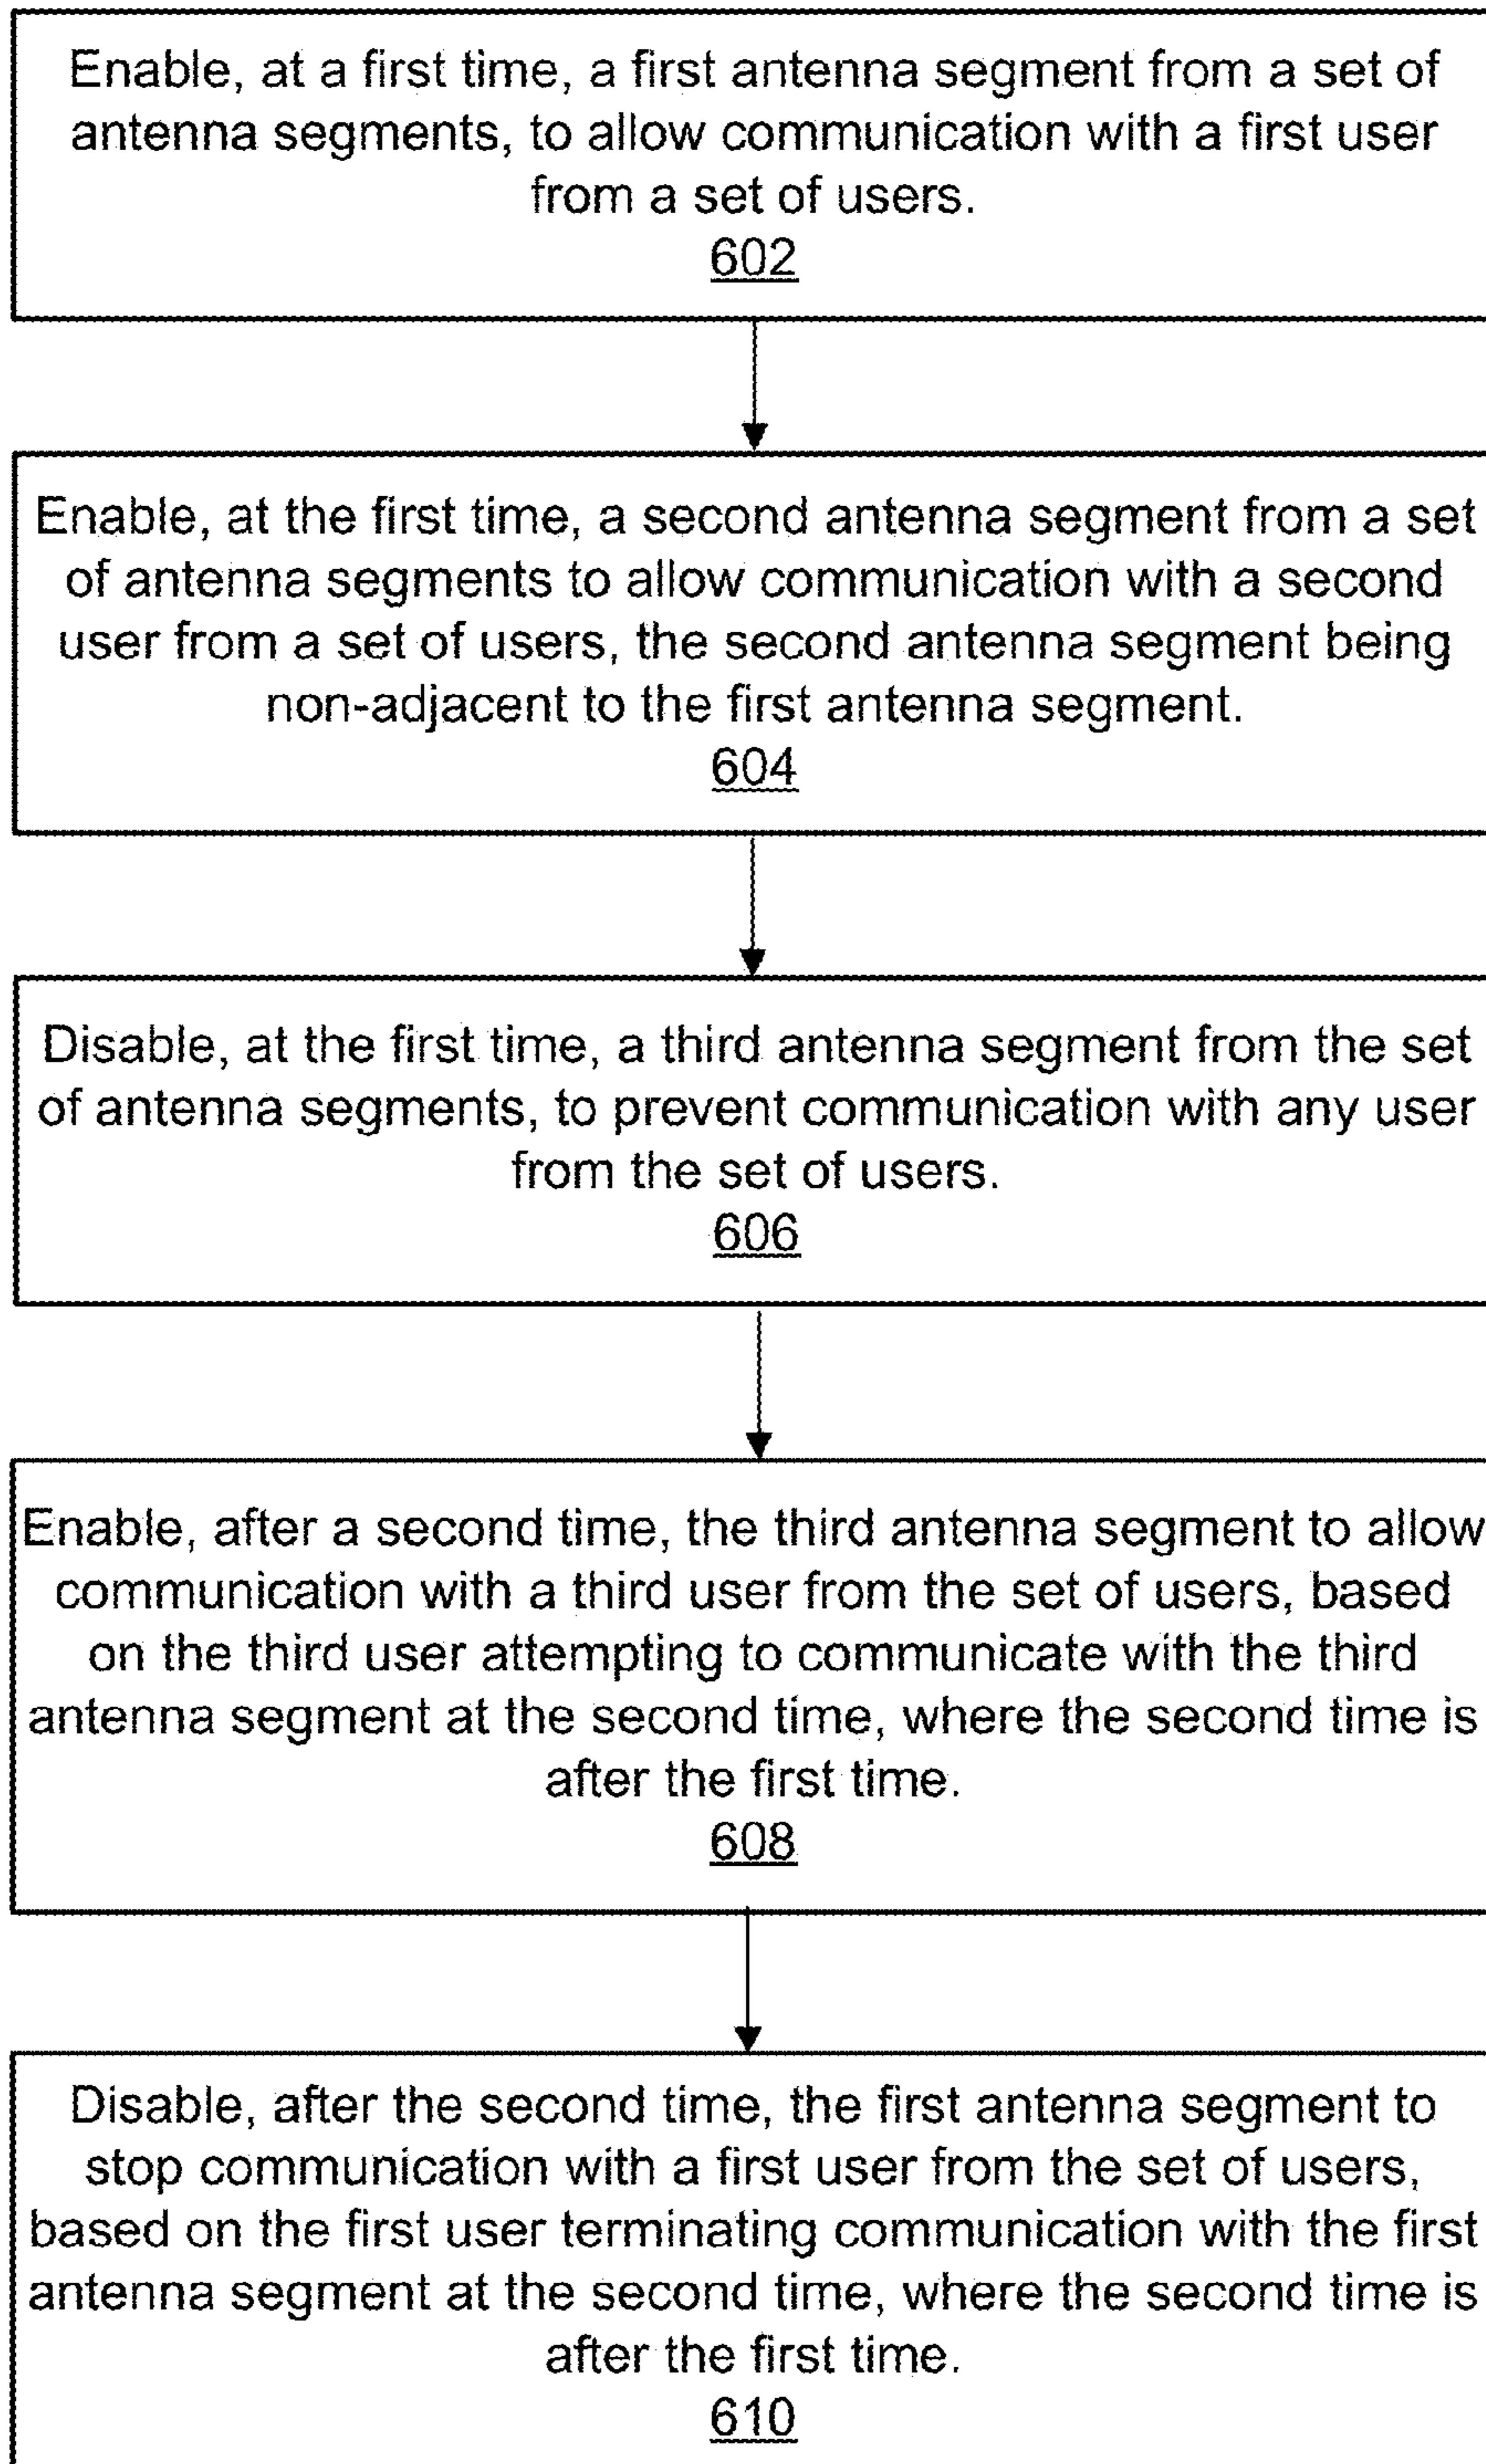 Enable, at a first time, a first antenna segment from a set of
antenna segments, to allow communication with a first user
from a set of users.
602
Enable, at the first time, a second antenna segment from a set
of antenna segments to allow communication with a second
user from a set of users, the second antenna segment being
non-adjacent to the first antenna segment.
604
Disable, at the first time, a third antenna segment from the set
of antenna segments, to prevent communication with any user
from the set of users.
606
Enable, after a second time, the third antenna segment to allow
communication with a third user from the set of users, based
on the third user attempting to communicate with the third
antenna segment at the second time, where the second time is
after the first time.
608
Disable, after the second time, the first antenna segment to
stop communication with a first user from the set of users,
based on the first user terminating communication with the first
antenna segment at the second time, where the second time is
after the first time.
610